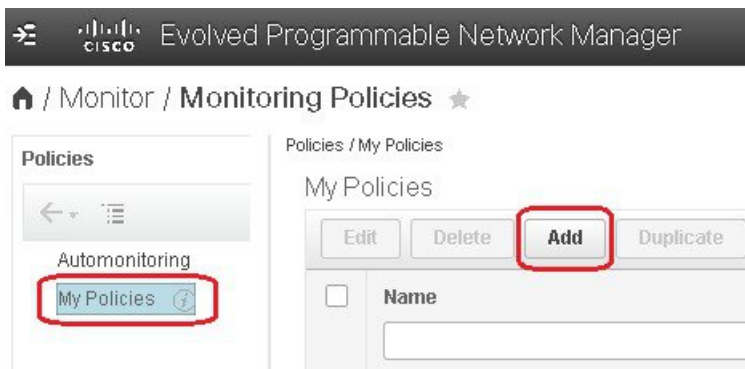 cisco Evolved Programmable Network Manager
/ Monitor / Monitoring Policies
Policies
Automonitoring
My Policies i
Policies / My Policies
My Policies
Edit Delete Add Duplicate
Name